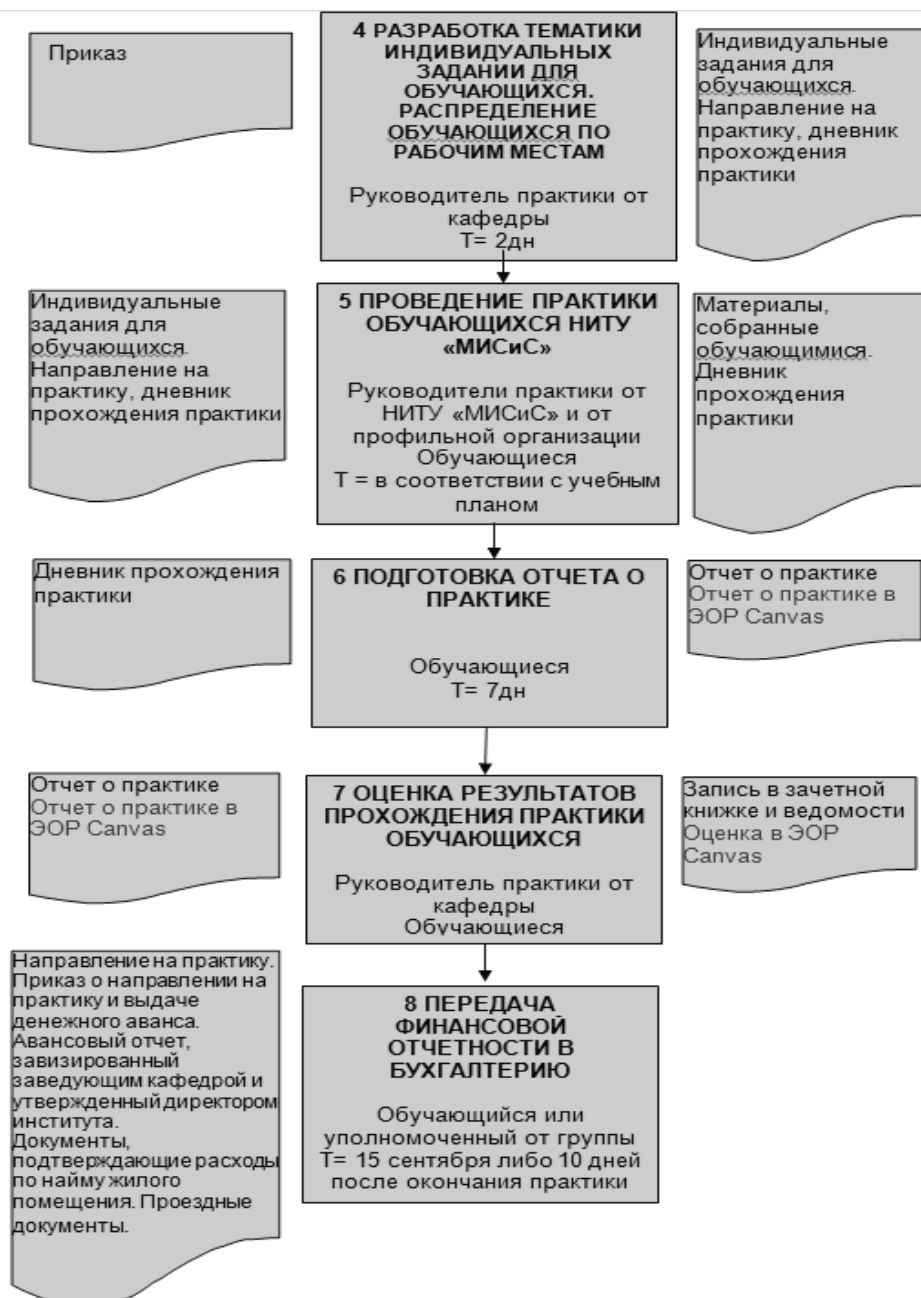 Приказ
4 РАЗРАБОТКА ТЕМАТИКИ
ИНДИВИДУАЛЬНЫХ
ЗАДАНИИ ДЛЯ
ОБУЧАЮЩИХСЯ.
РАСПРЕДЕЛЕНИЕ
ОБУЧАЮЩИХСЯ ПО
РАБОЧИМ МЕСТАМ
Руководитель практики от
кафедры
Т= 2дн
Индивидуальные
задания для
обучающихся.
Направление на
практику, дневник
прохождения
практики
Индивидуальные
задания для
обучающихся.
Направление на
практику, дневник
прохождения практики
5 ПРОВЕДЕНИЕ ПРАКТИКИ
ОБУЧАЮЩИХСЯ НИТУ
«МИСиС»
Руководители практики от
НИТУ «МИСиС» и от
профильной организации
Обучающиеся
Т = в соответствии с учебным
планом
Материалы,
собранные
обучающимися.
Дневник
прохождения
практики
Дневник прохождения
практики
6 ПОДГОТОВКА ОТЧЕТА О
ПРАКТИКЕ
Обучающиеся
Т= 7дн
Отчет о практике
Отчет о практике в
ЭОР Canvas
Отчет о практике
Отчет о практике в
ЭОР Canvas
7 ОЦЕНКА РЕЗУЛЬТАТОВ
ПРОХОЖДЕНИЯ ПРАКТИКИ
ОБУЧАЮЩИХСЯ
Руководитель практики от
кафедры
Обучающиеся
Запись в зачетной
книжке и ведомости
Оценка в ЭОР
Canvas
Направление на практику.
Приказ о направлении на
практику и выдаче
денежного аванса.
Авансовый отчет,
завизированный
заведующим кафедрой и
утвержденный директором
института.
Документы,
подтверждающие расходы
по найму жилого
помещения. Проездные
документы.
8 ПЕРЕДАЧА
ФИНАНСОВОЙ
ОТЧЕТНОСТИ В
БУХГАЛТЕРИЮ
Обучающийся или
уполномоченный от группы
Т= 15 сентября либо 10 дней
после окончания практики